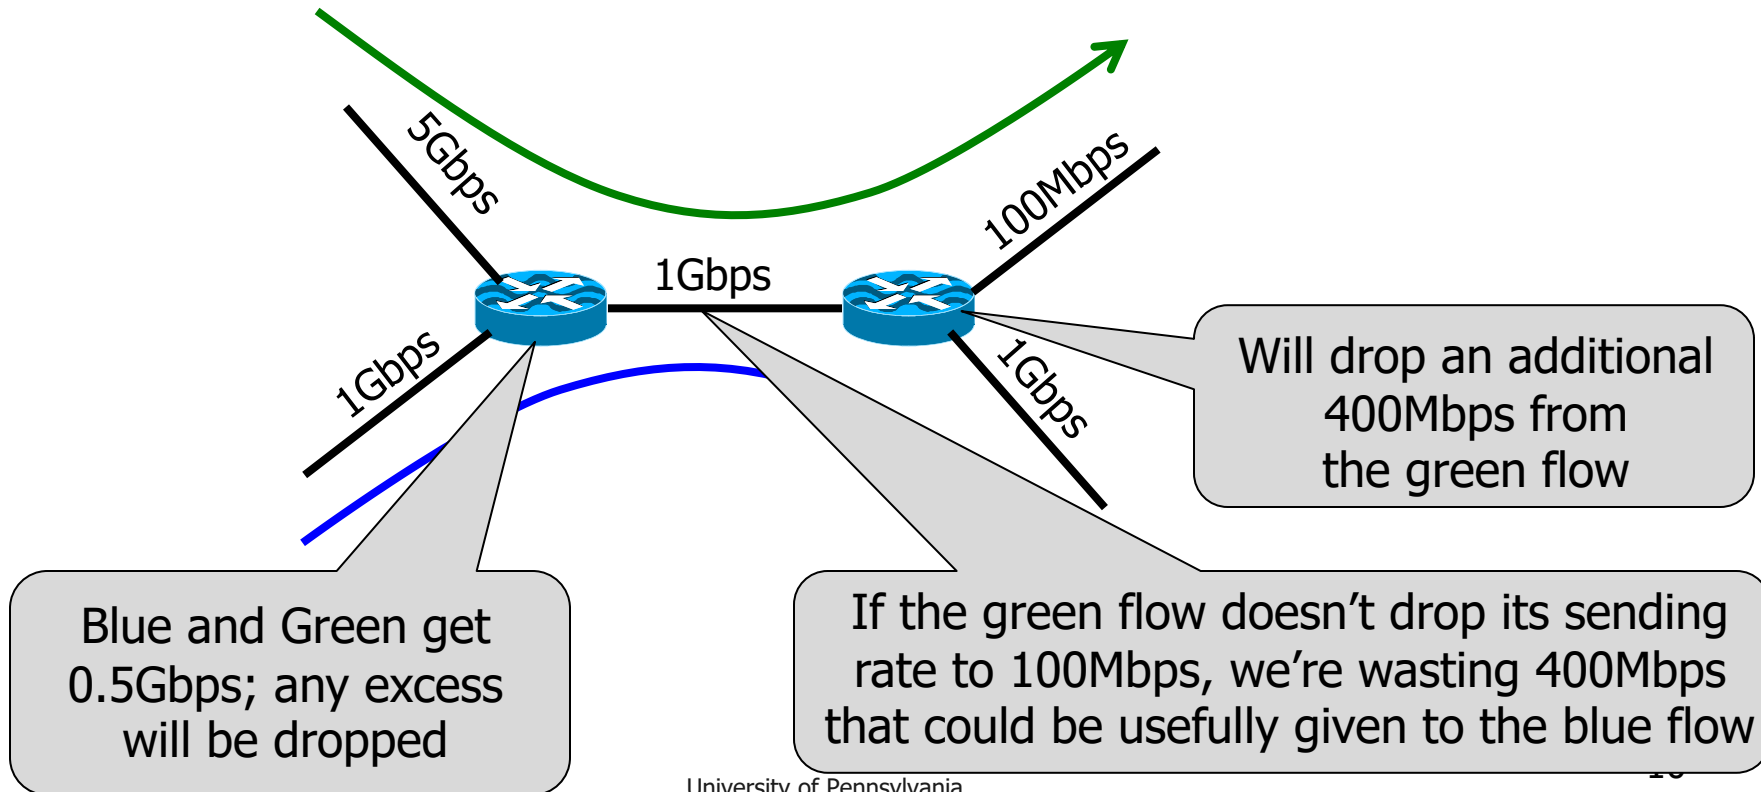 5Gbps
100Mbps
1Gbps
1Gbps
1Gbps
Will drop an additional
400Mbps from
the green flow
Blue and Green get
0.5Gbps; any excess
will be dropped
If the green flow doesn’t drop its sending
rate to 100Mbps, we’re wasting 400Mbps
that could be usefully given to the blue flow
University of Pennsylvania